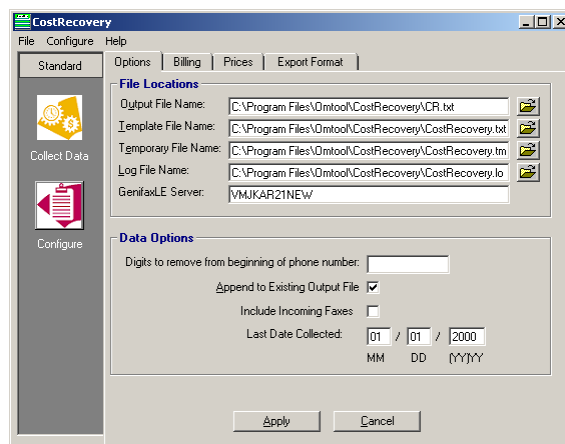 CostRecovery
File Configure Help
Standard
Collect Data
Configure
Options Billing Prices Export Format
File Locations
Output File Name: C:\Program Files\Omtool\CostRecovery\CR.txt
Template File Name: C:\Program Files\Omtool\CostRecovery\CostRecovery.txt
Temporary File Name: C:\Program Files\Omtool\CostRecovery\CostRecovery.tm
Log File Name: C:\Program Files\Omtool\CostRecovery\CostRecovery.lo
GenifaxLE Server: VMJKAR21NEW
Data Options
Digits to remove from beginning of phone number:
Append to Existing Output File
Include Incoming Faxes
Last Date Collected: 01 / 01 / 2000
MM DD (YY)YY
Apply Cancel